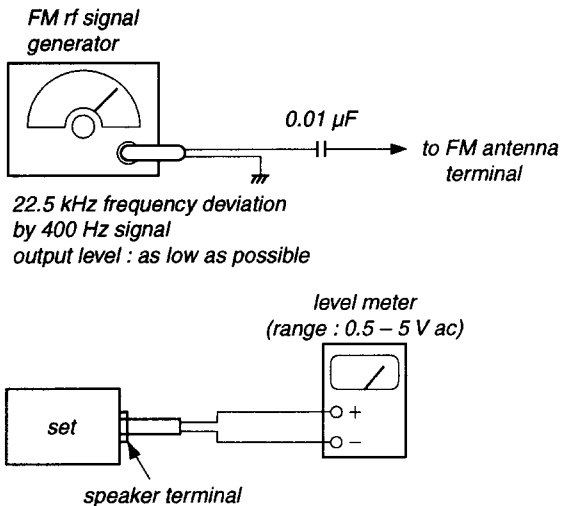 FM rf signal
generator
0.01 µF
to FM antenna
terminal
22.5 kHz frequency deviation
by 400 Hz signal
output level : as low as possible
level meter
(range : 0.5 – 5 V ac)
set
+
–
speaker terminal